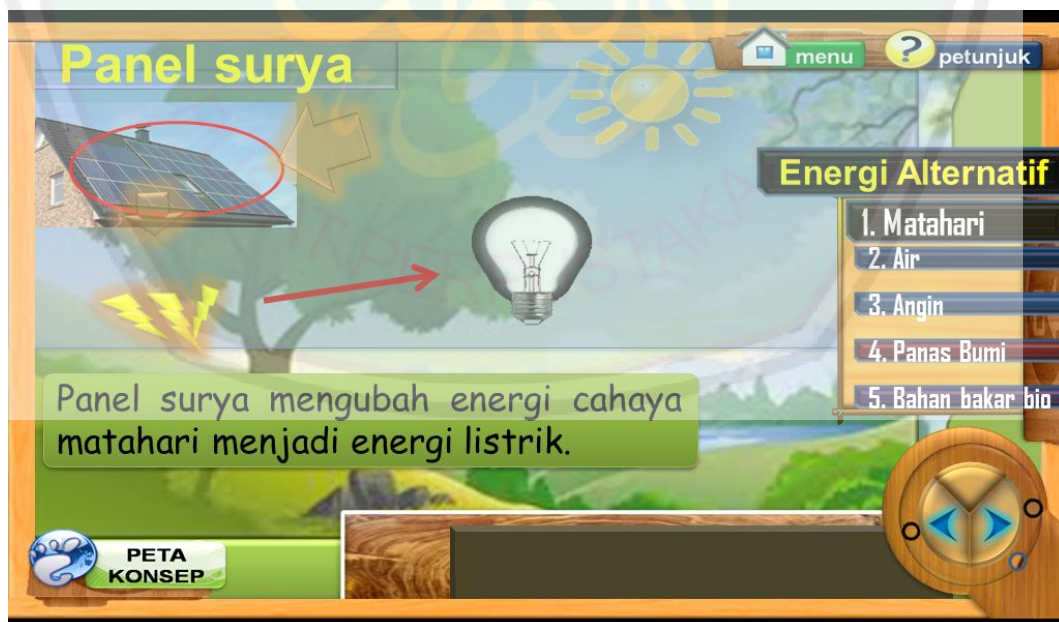 Panel surya
menu
? petunjuk
Energi Alternatif
1. Matahari
2. Air
3. Angin
4. Panas Bumi
5. Bahan bakar bio
Panel surya mengubah energi cahaya
matahari menjadi energi listrik.
PETA
KONSEP